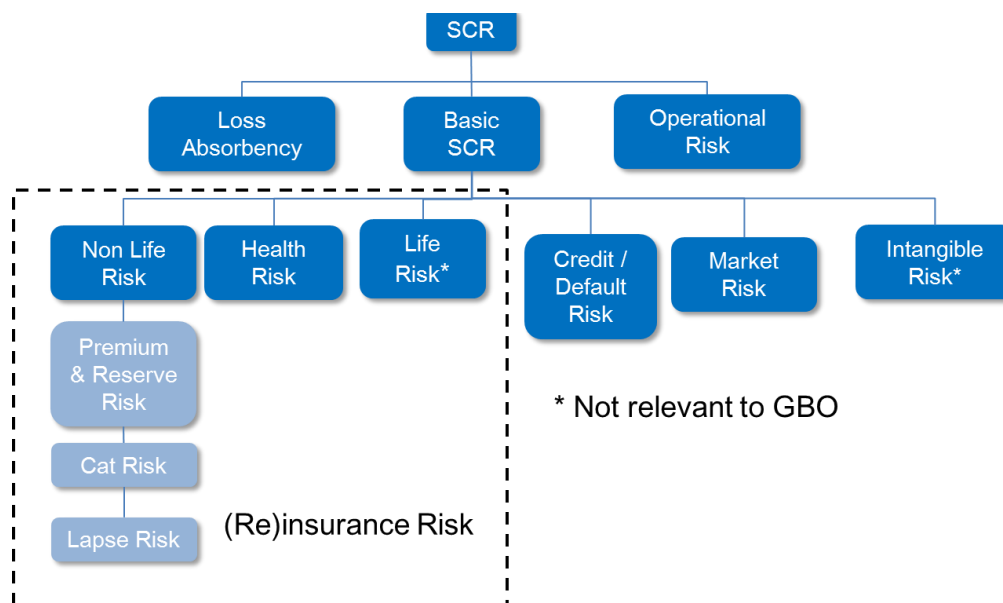 SCR
Loss
Absorbency
Basic
SCR
Operational
Risk
Non Life
Risk
Health
Risk
Life
Risk*
Credit /
Default
Risk
Market
Risk
Intangible
Risk*
Premium
& Reserve
Risk
* Not relevant to GBO
Cat Risk
Lapse Risk
(Re)insurance Risk